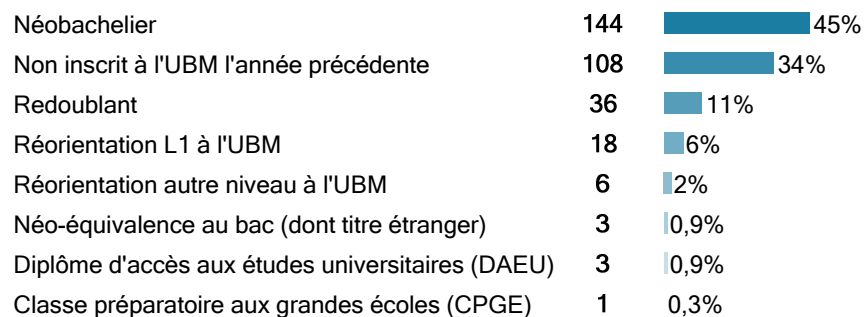 Néobachelier 144 45%
Non inscrit à l'UBM l'année précédente 108 34%
Redoublant 36 11%
Réorientation L1 à l'UBM 18 6%
Réorientation autre niveau à l'UBM 6 2%
Néo-équivalence au bac (dont titre étranger) 3 0,9%
Diplôme d'accès aux études universitaires (DAEU) 3 0,9%
Classe préparatoire aux grandes écoles (CPGE) 1 0,3%